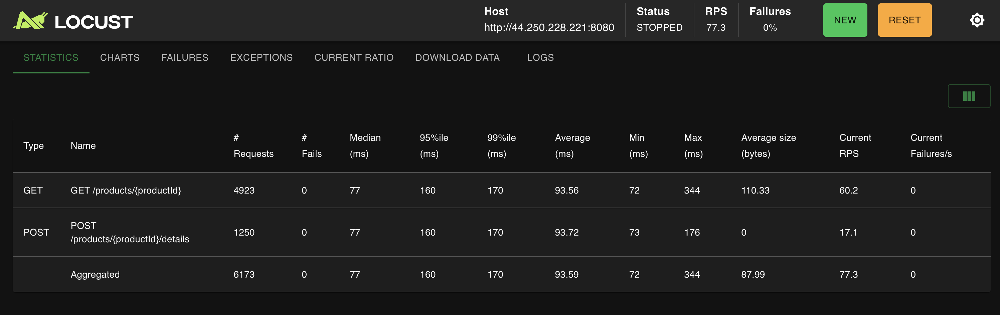 LOCUST
Host
http://44.250.228.221:8080
Status
STOPPED
RPS
77.3
Failures
0%
NEW
RESET
STATISTICS CHARTS FAILURES EXCEPTIONS CURRENT RATIO DOWNLOAD DATA LOGS
Type Name # Requests # Fails Median (ms) 95%ile (ms) 99%ile (ms) Average (ms) Min (ms) Max (ms) Average size (bytes) Current RPS Current Failures/s
GET GET /products/{productId} 4923 0 77 160 170 93.56 72 344 110.33 60.2 0
POST POST /products/{productId}/details 1250 0 77 160 170 93.72 73 176 0 17.1 0
Aggregated 6173 0 77 160 170 93.59 72 344 87.99 77.3 0